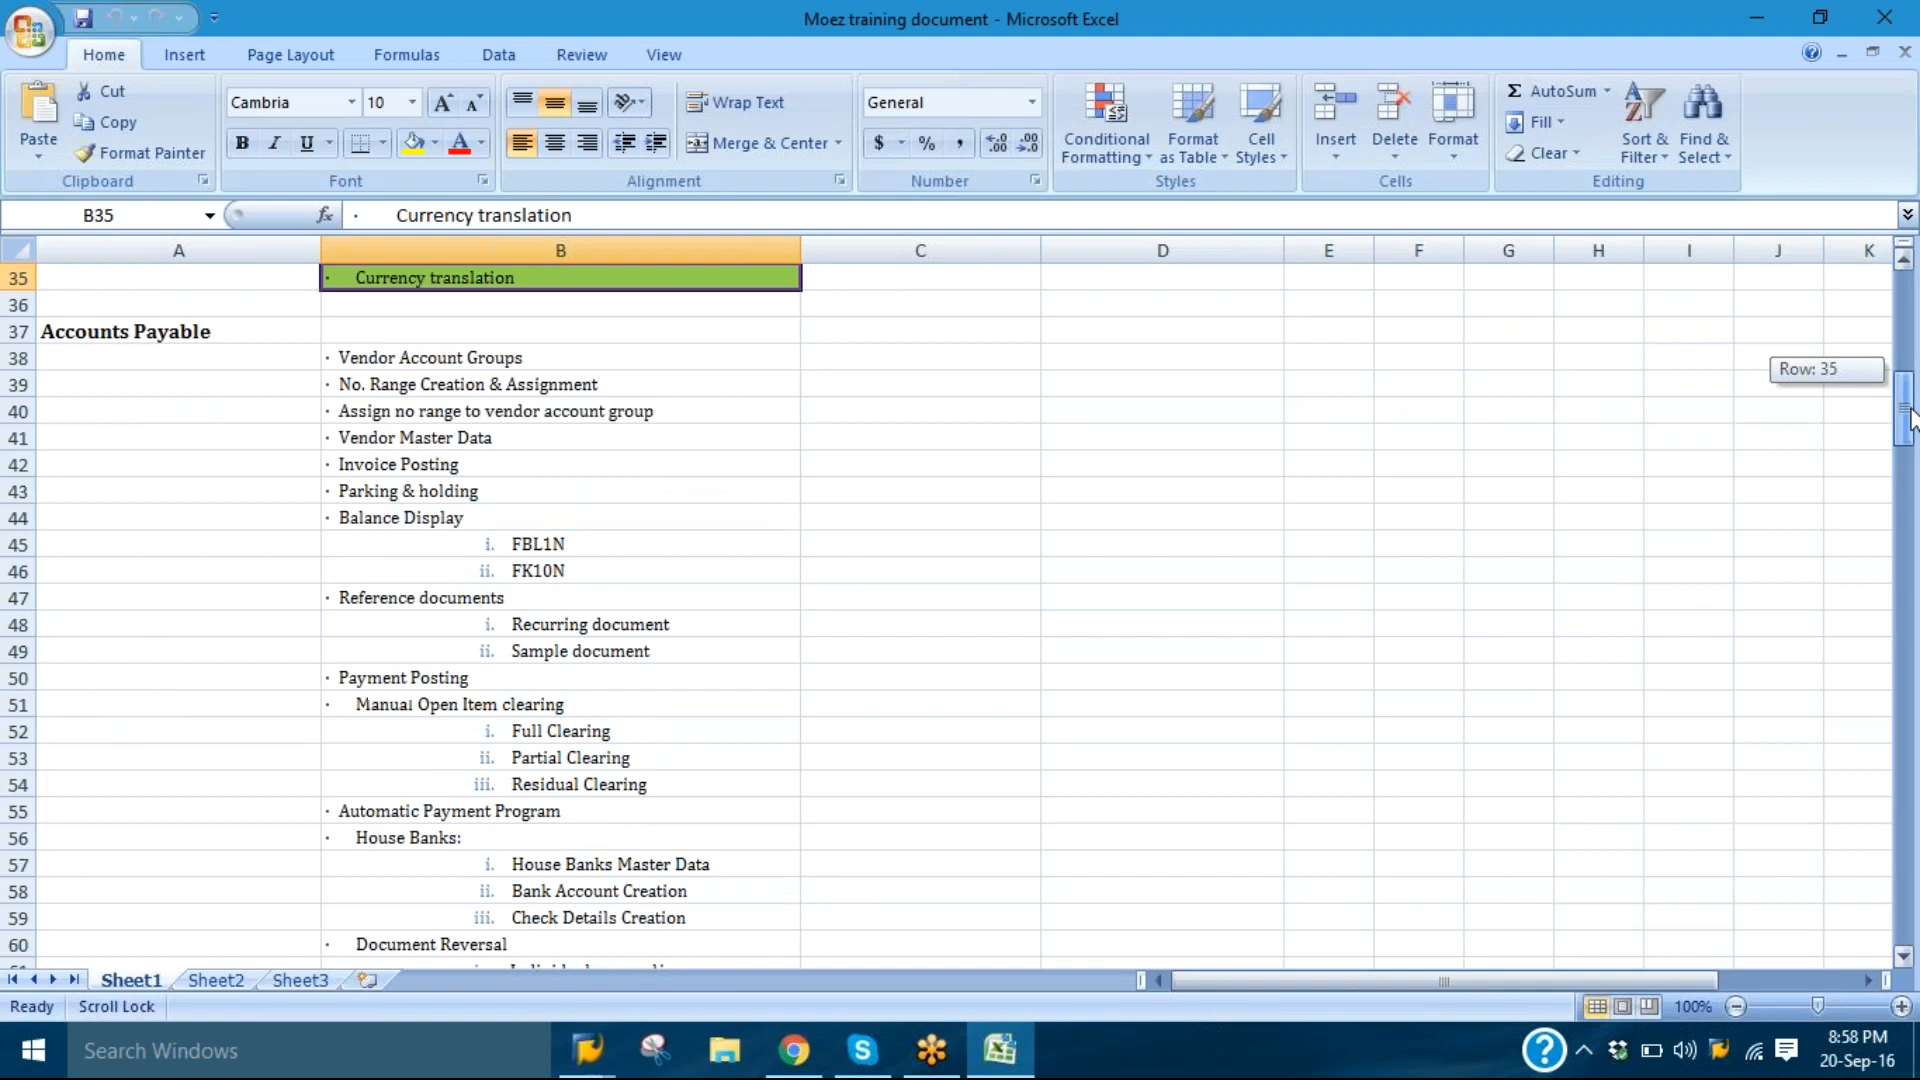 Moez training document - Microsoft Excel
Home Insert Page Layout Formulas Data Review View
Paste Cut Copy Format Painter Clipboard
Cambria 10 A A B I U A Font
Wrap Text Merge & Center Alignment
General $ % , .00 .00 Number
Conditional Formatting Format as Table Cell Styles Styles
Insert Delete Format Cells
Σ AutoSum Fill Clear Sort & Filter Find & Select Editing
B35 fx · Currency translation
A B C D E F G H I J K
35 · Currency translation
36
37 Accounts Payable
38 · Vendor Account Groups
Row: 35
39 · No. Range Creation & Assignment
40 · Assign no range to vendor account group
41 · Vendor Master Data
42 · Invoice Posting
43 · Parking & holding
44 · Balance Display
45 i. FBL1N
46 ii. FK10N
47 · Reference documents
48 i. Recurring document
49 ii. Sample document
50 · Payment Posting
51 · Manual Open Item clearing
52 i. Full Clearing
53 ii. Partial Clearing
54 iii. Residual Clearing
55 · Automatic Payment Program
56 · House Banks:
57 i. House Banks Master Data
58 ii. Bank Account Creation
59 iii. Check Details Creation
60 · Document Reversal
Sheet1 Sheet2 Sheet3
Ready Scroll Lock 100%
Search Windows
8:58 PM
20-Sep-16